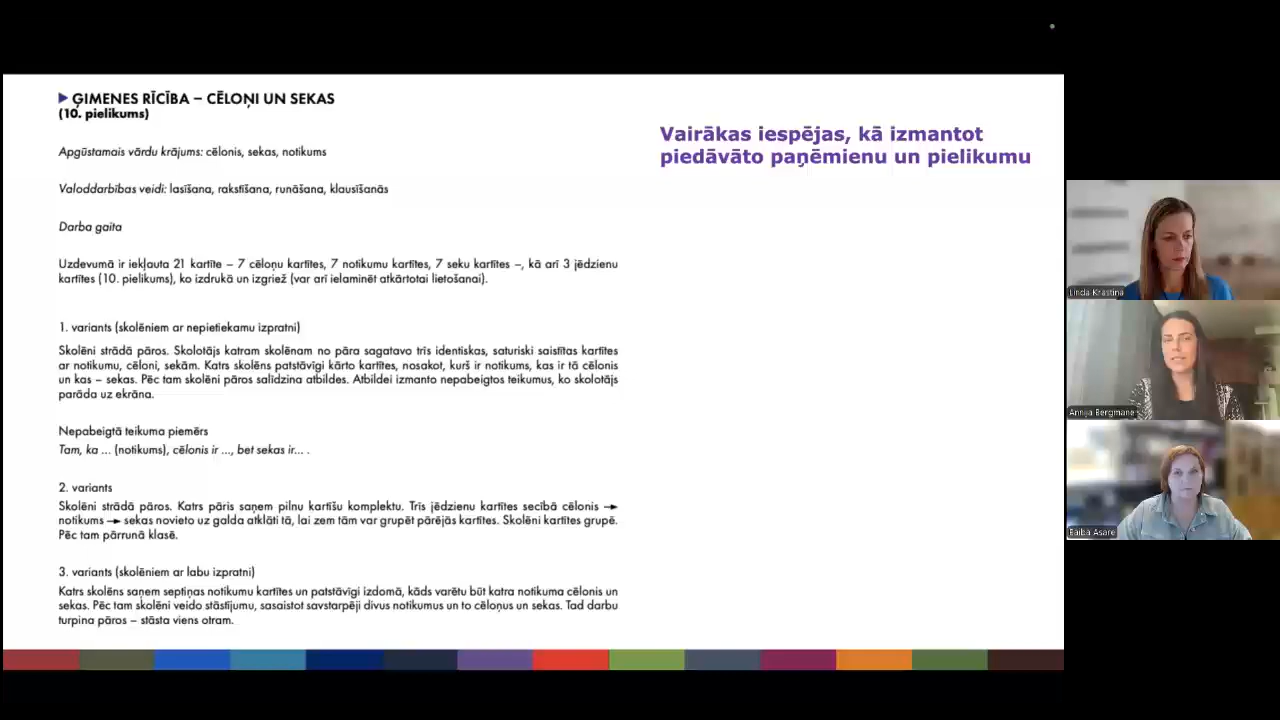 ĢIMENES RĪCĪBA – CĒLOŅI UN SEKAS
(10. pielikums)
Apgūstamais vārdu krājums: cēlonis, sekas, notikums
Valoddarbības veidi: lasīšana, rakstīšana, runāšana, klausīšanās
Darba gaita
Uzdevumā ir iekļauta 21 kartīte – 7 cēloņu kartītes, 7 notikumu kartītes, 7 seku kartītes –, kā arī 3 jēdzienu
kartītes (10. pielikums), ko izdrukā un izgriež (var arī ielaminēt atkārtotai lietošanai).
1. variants (skolēniem ar nepietiekamu izpratni)
Skolēni strādā pāros. Skolotājs katram skolēnam no pāra sagatavo trīs identiskas, saturiski saistītas kartītes
ar notikumu, cēloni, sekām. Katrs skolēns patstāvīgi kārto kartītes, nosakot, kurš ir notikums, kas ir tā cēlonis
un kas – sekas. Pēc tam skolēni pāros salīdzina atbildes. Atbildei izmanto nepabeigtos teikumus, ko skolotājs
parāda uz ekrāna.
Nepabeigtā teikuma piemērs
Tam, ka ... (notikums), cēlonis ir ..., bet sekas ir... .
2. variants
Skolēni strādā pāros. Katrs pāris saņem pilnu kartīšu komplektu. Trīs jēdzienu kartītes secībā cēlonis →
notikums → sekas novieto uz galda atklāti tā, lai zem tām var grupēt pārējās kartītes. Skolēni kartītes grupē.
Pēc tam pārrunā klasē.
3. variants (skolēniem ar labu izpratni)
Katrs skolēns saņem septiņas notikumu kartītes un patstāvīgi izdomā, kāds varētu būt katra notikuma cēlonis un
sekas. Pēc tam skolēni veido stāstījumu, sasaistot savstarpēji divus notikumus un to cēloņus un sekas. Tad darbu
turpina pāros – stāsta viens otram.
Vairākas iespējas, kā izmantot
piedāvāto paņēmienu un pielikumu
Linda Krastiņa
Annija Bergmane
Baiba Asare